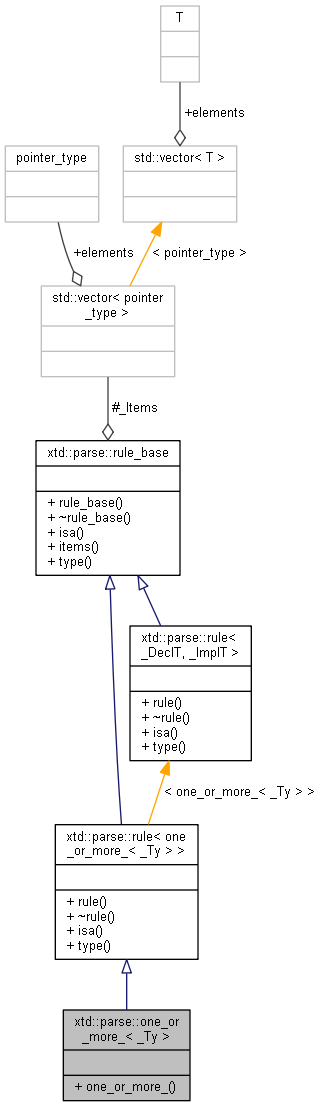 T
+elements
pointer_type
std::vector< T >
+elements
< pointer_type >
std::vector< pointer
_type >
#_Items
xtd::parse::rule_base
+ rule_base()
+ ~rule_base()
+ isa()
+ items()
+ type()
xtd::parse::rule<
_DeclT, _ImplT >
+ rule()
+ ~rule()
+ isa()
+ type()
< one_or_more_< _Ty > >
xtd::parse::rule< one
_or_more_< _Ty > >
+ rule()
+ ~rule()
+ isa()
+ type()
xtd::parse::one_or
_more_< _Ty >
+ one_or_more_()